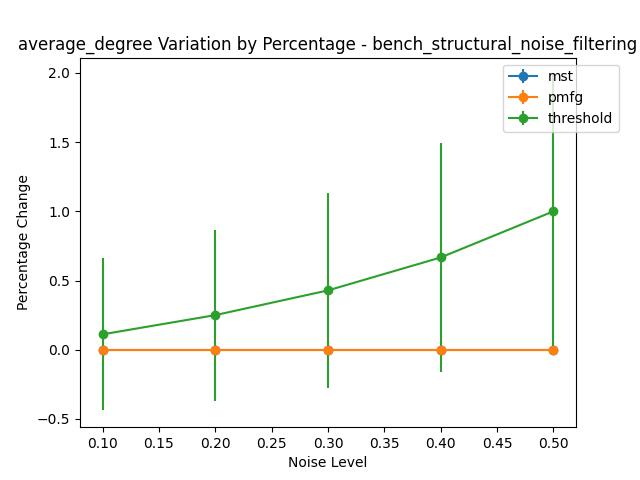 average_degree Variation by Percentage - bench_structural_noise_filtering
mst
pmfg
threshold
Percentage Change
2.0
1.5
1.0
0.5
0.0
−0.5
0.10 0.15 0.20 0.25 0.30 0.35 0.40 0.45 0.50
Noise Level